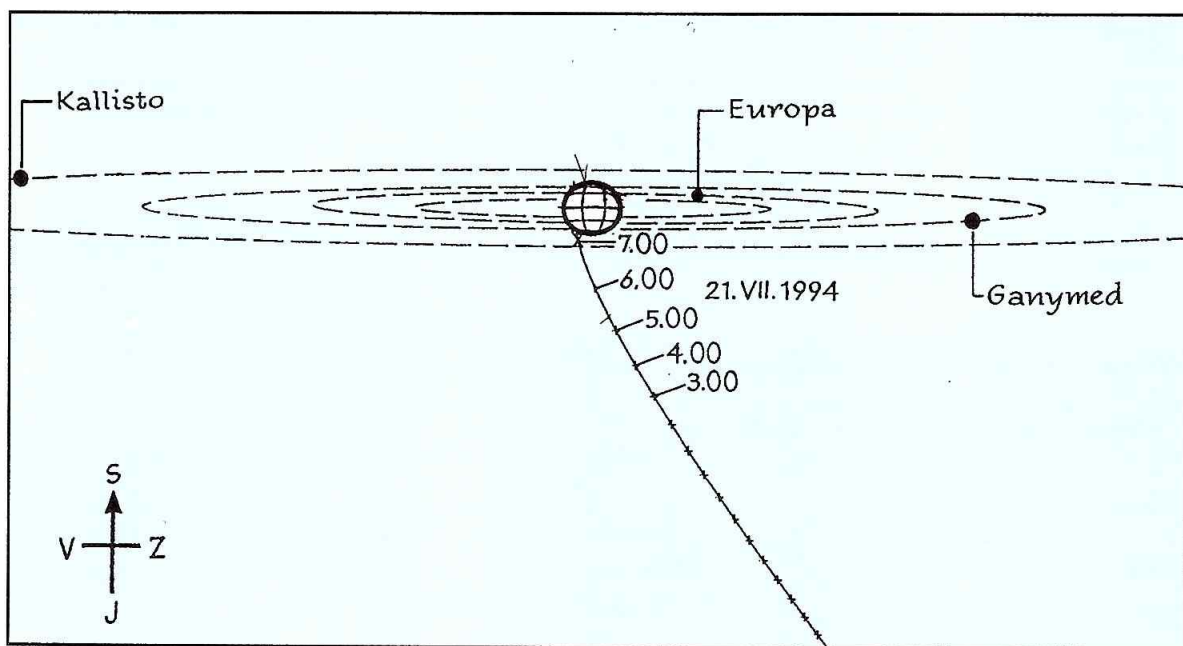 Kallisto
Europa
7.00
6.00
21.VII.1994
5.00
Ganymed
4.00
3.00
S
V Z
J